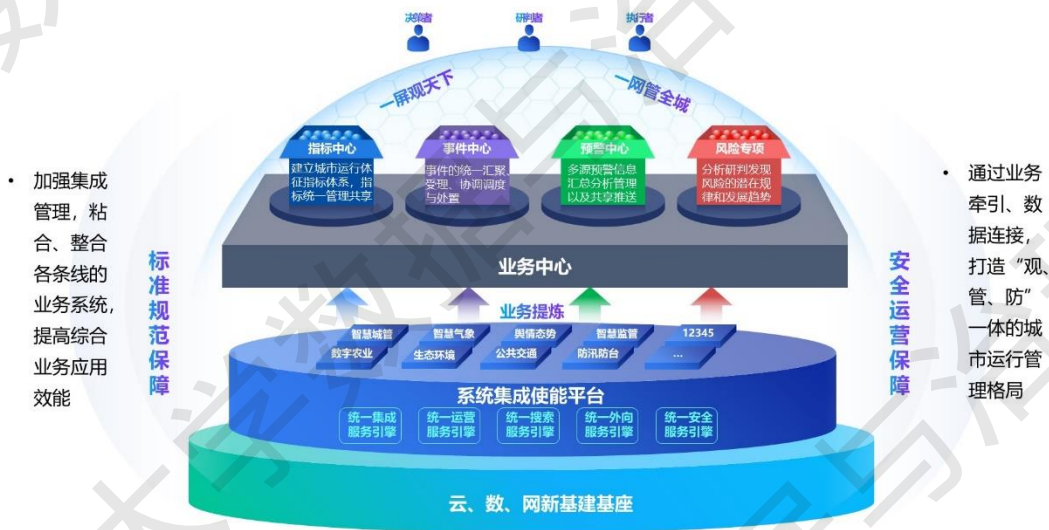 决策者
研判者
执行者
一屏观天下
一网管全城
指标中心
建立城市运行体
征指标体系，指
标统一管理共享
事件中心
事件的统一汇聚、
受理、协调调度
与处置
预警中心
多源预警信息
汇总分析管理
以及共享推送
风险专项
分析研判发现
风险的潜在规
律和发展趋势
• 加强集成
管理，粘
合、整合
各条线的
业务系统，
提高综合
业务应用
效能
标准规范保障
业务中心
业务提炼
智慧城管
智慧气象
舆情态势
智慧监管
12345
数字农业
生态环境
公共交通
防汛防台
...
系统集成使能平台
统一集成
服务引擎
统一运营
服务引擎
统一搜索
服务引擎
统一外向
服务引擎
统一安全
服务引擎
云、数、网新基建基座
安全运营保障
• 通过业务
牵引、数
据连接，
打造“观、
管、防”
一体的城
市运行管
理格局